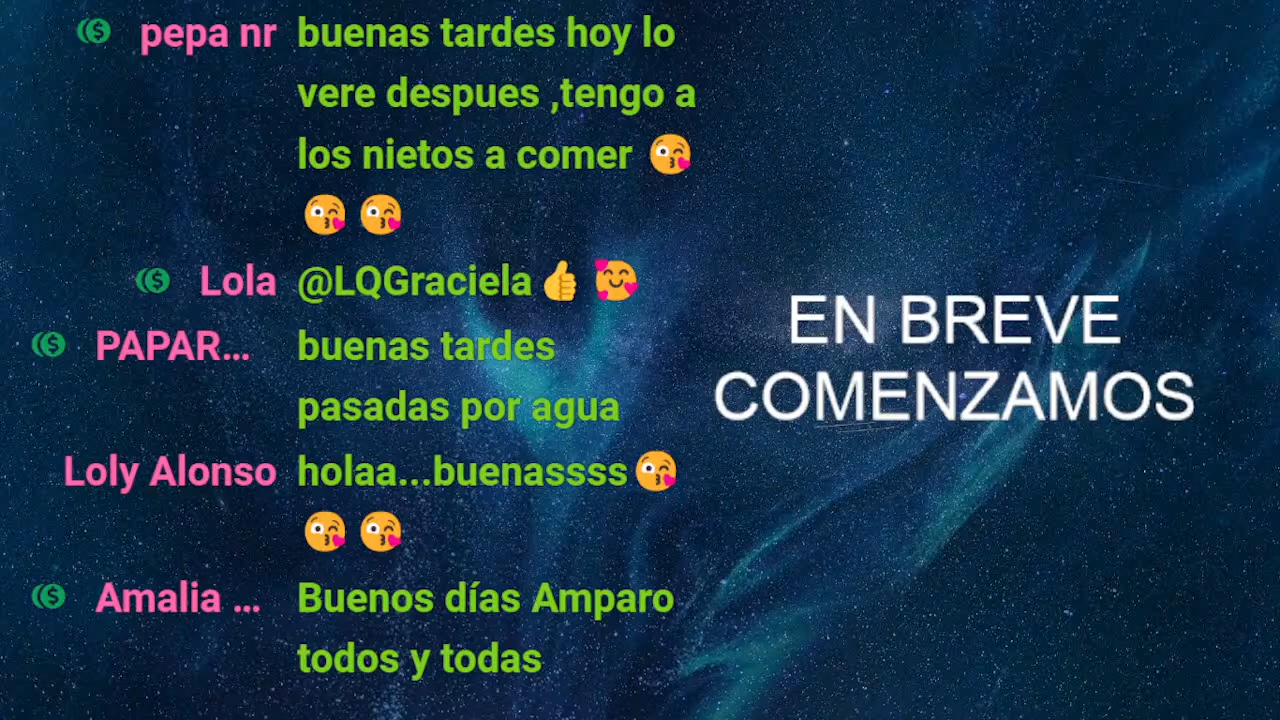 pepa nr buenas tardes hoy lo
vere despues ,tengo a
los nietos a comer 😘
😘 😘
Lola @LQGraciela👍 🥰
PAPAR... buenas tardes
pasadas por agua
Loly Alonso holaa...buenassss😘
😘 😘
Amalia ... Buenos días Amparo
todos y todas
EN BREVE
COMENZAMOS